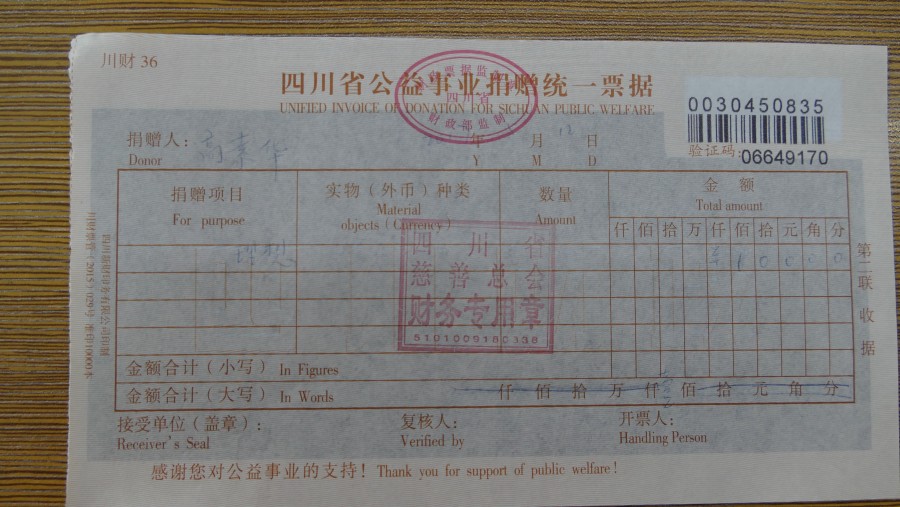 川财 36
四川省公益事业捐赠统一票据
UNIFIED INVOICE OF DONATION FOR SICHUAN PUBLIC WELFARE
四川省
财政部监制
0030450835
验证码: 06649170
捐赠人: 年 月 12 日
Donor Y M D
捐赠项目 实物（外币）种类 数量 金 额
For purpose Material objects (Currency) Amount Total amount
仟 佰 拾 万 仟 佰 拾 元 角 分
四川省
慈善总会
财务专用章
5101009180338
金额合计（小写） In Figures
金额合计（大写） In Words 仟 佰 拾 万 仟 佰 拾 元 角 分
接受单位（盖章）: 复核人: 开票人:
Receiver's Seal Verified by Handling Person
感谢您对公益事业的支持! Thank you for support of public welfare!
第二联 收据